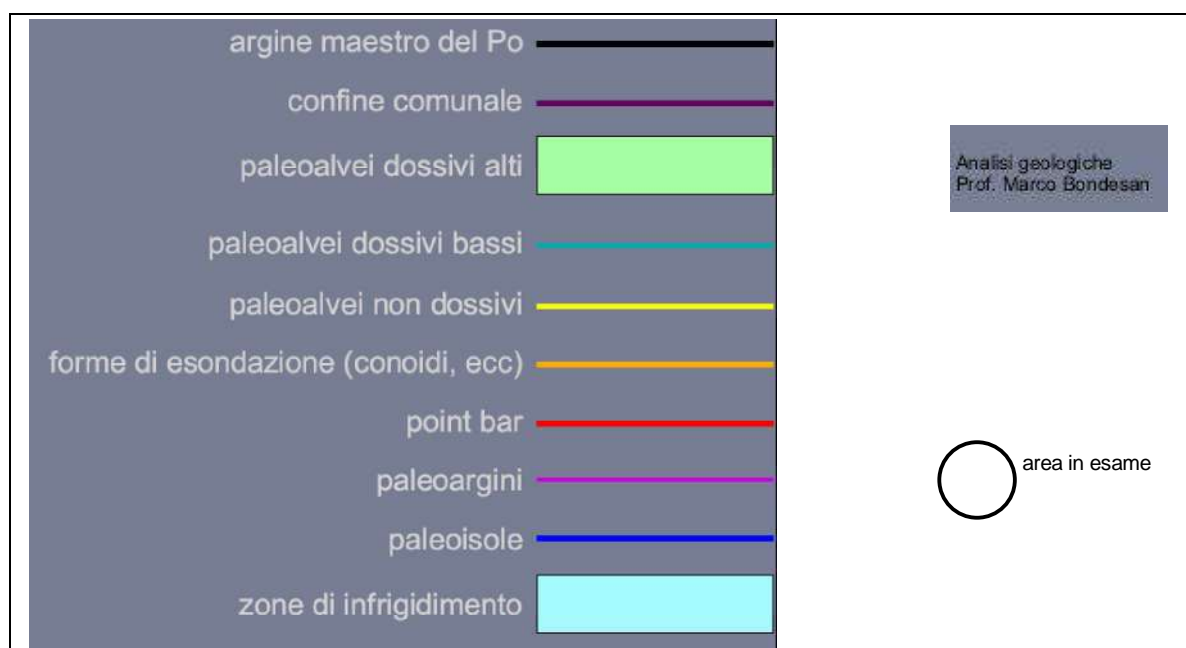 argine maestro del Po
confine comunale
paleoalvei dossivi alti
paleoalvei dossivi bassi
paleoalvei non dossivi
forme di esondazione (conoidi, ecc)
point bar
paleoargini
paleoisole
zone di infrigidimento
Analisi geologiche
Prof. Marco Bondesan
area in esame